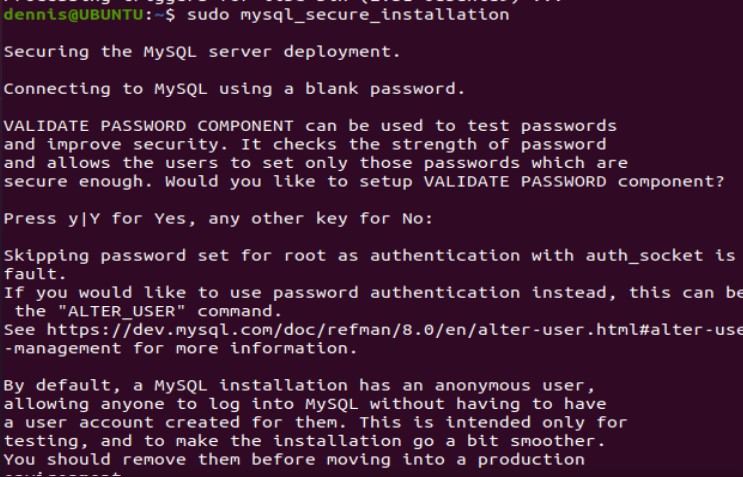 dennis@UBUNTU:~$ sudo mysql_secure_installation
Securing the MySQL server deployment.
Connecting to MySQL using a blank password.
VALIDATE PASSWORD COMPONENT can be used to test passwords
and improve security. It checks the strength of password
and allows the users to set only those passwords which are
secure enough. Would you like to setup VALIDATE PASSWORD component?
Press y|Y for Yes, any other key for No:
Skipping password set for root as authentication with auth_socket is
fault.
If you would like to use password authentication instead, this can be
the "ALTER_USER" command.
See https://dev.mysql.com/doc/refman/8.0/en/alter-user.html#alter-use
-management for more information.
By default, a MySQL installation has an anonymous user,
allowing anyone to log into MySQL without having to have
a user account created for them. This is intended only for
testing, and to make the installation go a bit smoother.
You should remove them before moving into a production